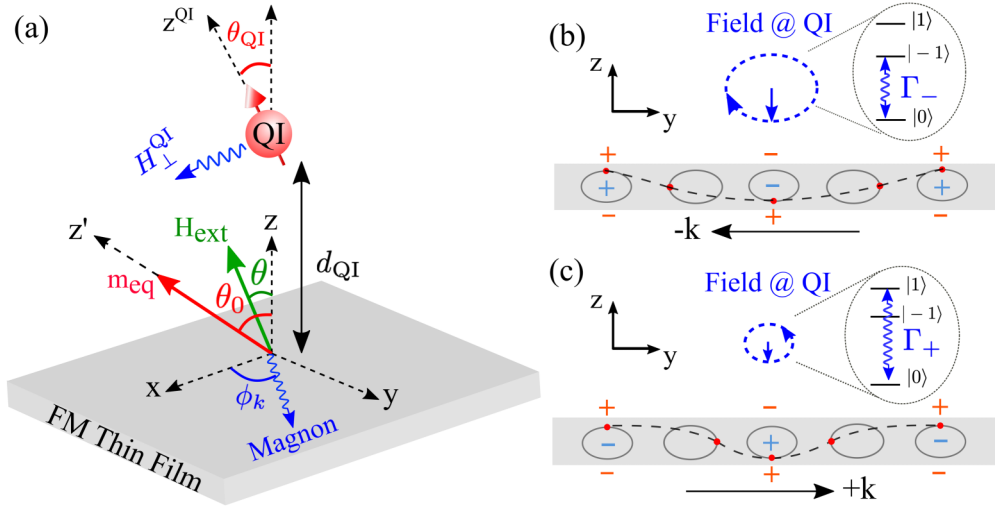 (a)
z^QI
θ_QI
QI
H_⊥^QI
z'
H_ext
z
m_eq
θ
θ_0
d_QI
x
ϕ_k
y
Magnon
FM Thin Film
(b)
Field @ QI
|1⟩
|−1⟩
Γ_−
|0⟩
z
y
+ − +
+ − +
− + −
-k
(c)
Field @ QI
|1⟩
|−1⟩
Γ_+
|0⟩
z
y
+ − +
− + −
− + −
+k